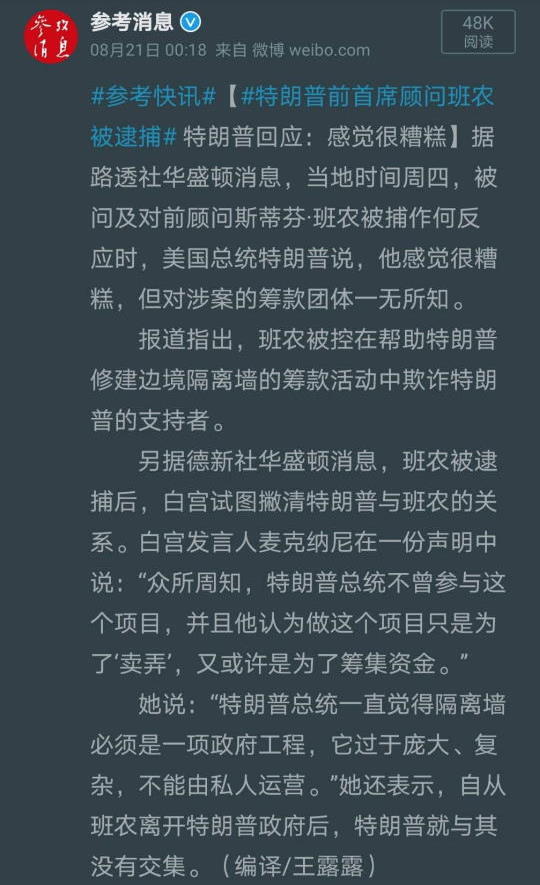 参考消息
参考消息
08月21日 00:18 来自 微博 weibo.com
48K
阅读
#参考快讯#【#特朗普前首席顾问班农
被逮捕# 特朗普回应：感觉很糟糕】据
路透社华盛顿消息，当地时间周四，被
问及对前顾问斯蒂芬·班农被捕作何反
应时，美国总统特朗普说，他感觉很糟
糕，但对涉案的筹款团体一无所知。
报道指出，班农被控在帮助特朗普
修建边境隔离墙的筹款活动中欺诈特朗
普的支持者。
另据德新社华盛顿消息，班农被逮
捕后，白宫试图撇清特朗普与班农的关
系。白宫发言人麦克纳尼在一份声明中
说：“众所周知，特朗普总统不曾参与这
个项目，并且他认为做这个项目只是为
了‘卖弄’，又或许是为了筹集资金。”
她说：“特朗普总统一直觉得隔离墙
必须是一项政府工程，它过于庞大、复
杂，不能由私人运营。”她还表示，自从
班农离开特朗普政府后，特朗普就与其
没有交集。（编译/王露露）